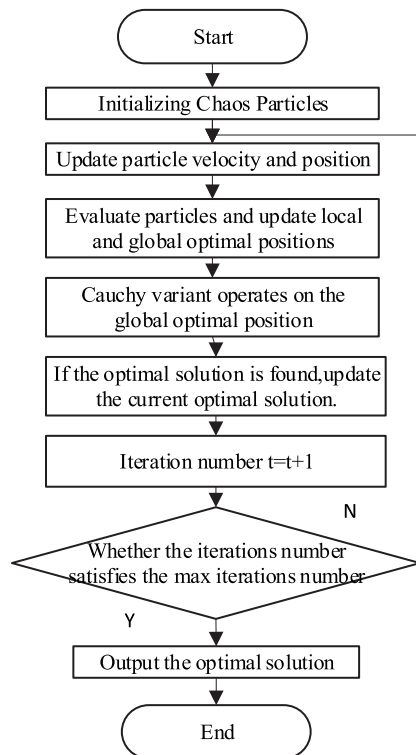 Start
Initializing Chaos Particles
Update particle velocity and position
Evaluate particles and update local
and global optimal positions
Cauchy variant operates on the
global optimal position
If the optimal solution is found,update
the current optimal solution.
Iteration number t=t+1
N
Whether the iterations number
satisfies the max iterations number
Y
Output the optimal solution
End